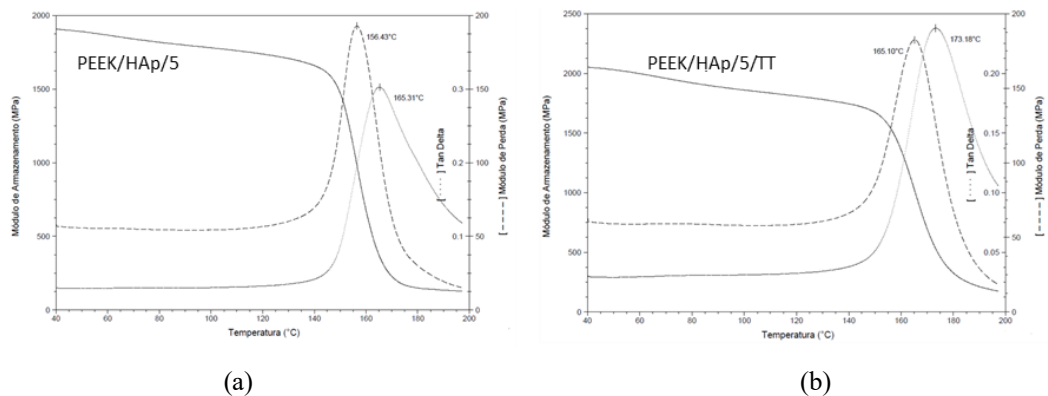 PEEK/HAp/5
2000
1500
1000
500
0
Módulo de Armazenamento (MPa)
156.43°C
165.31°C
0.3
0.2
0.1
[ ····· ] Tan Delta
200
150
100
50
0
[ – – – ] Módulo de Perda (MPa)
40 60 80 100 120 140 160 180 200
Temperatura (°C)
(a)
PEEK/HAp/5/TT
2500
2000
1500
1000
500
0
Módulo de Armazenamento (MPa)
165.10°C
173.18°C
0.20
0.15
0.10
0.05
[ ····· ] Tan Delta
200
150
100
50
0
[ – – – ] Módulo de Perda (MPa)
40 60 80 100 120 140 160 180 200
Temperatura (°C)
(b)